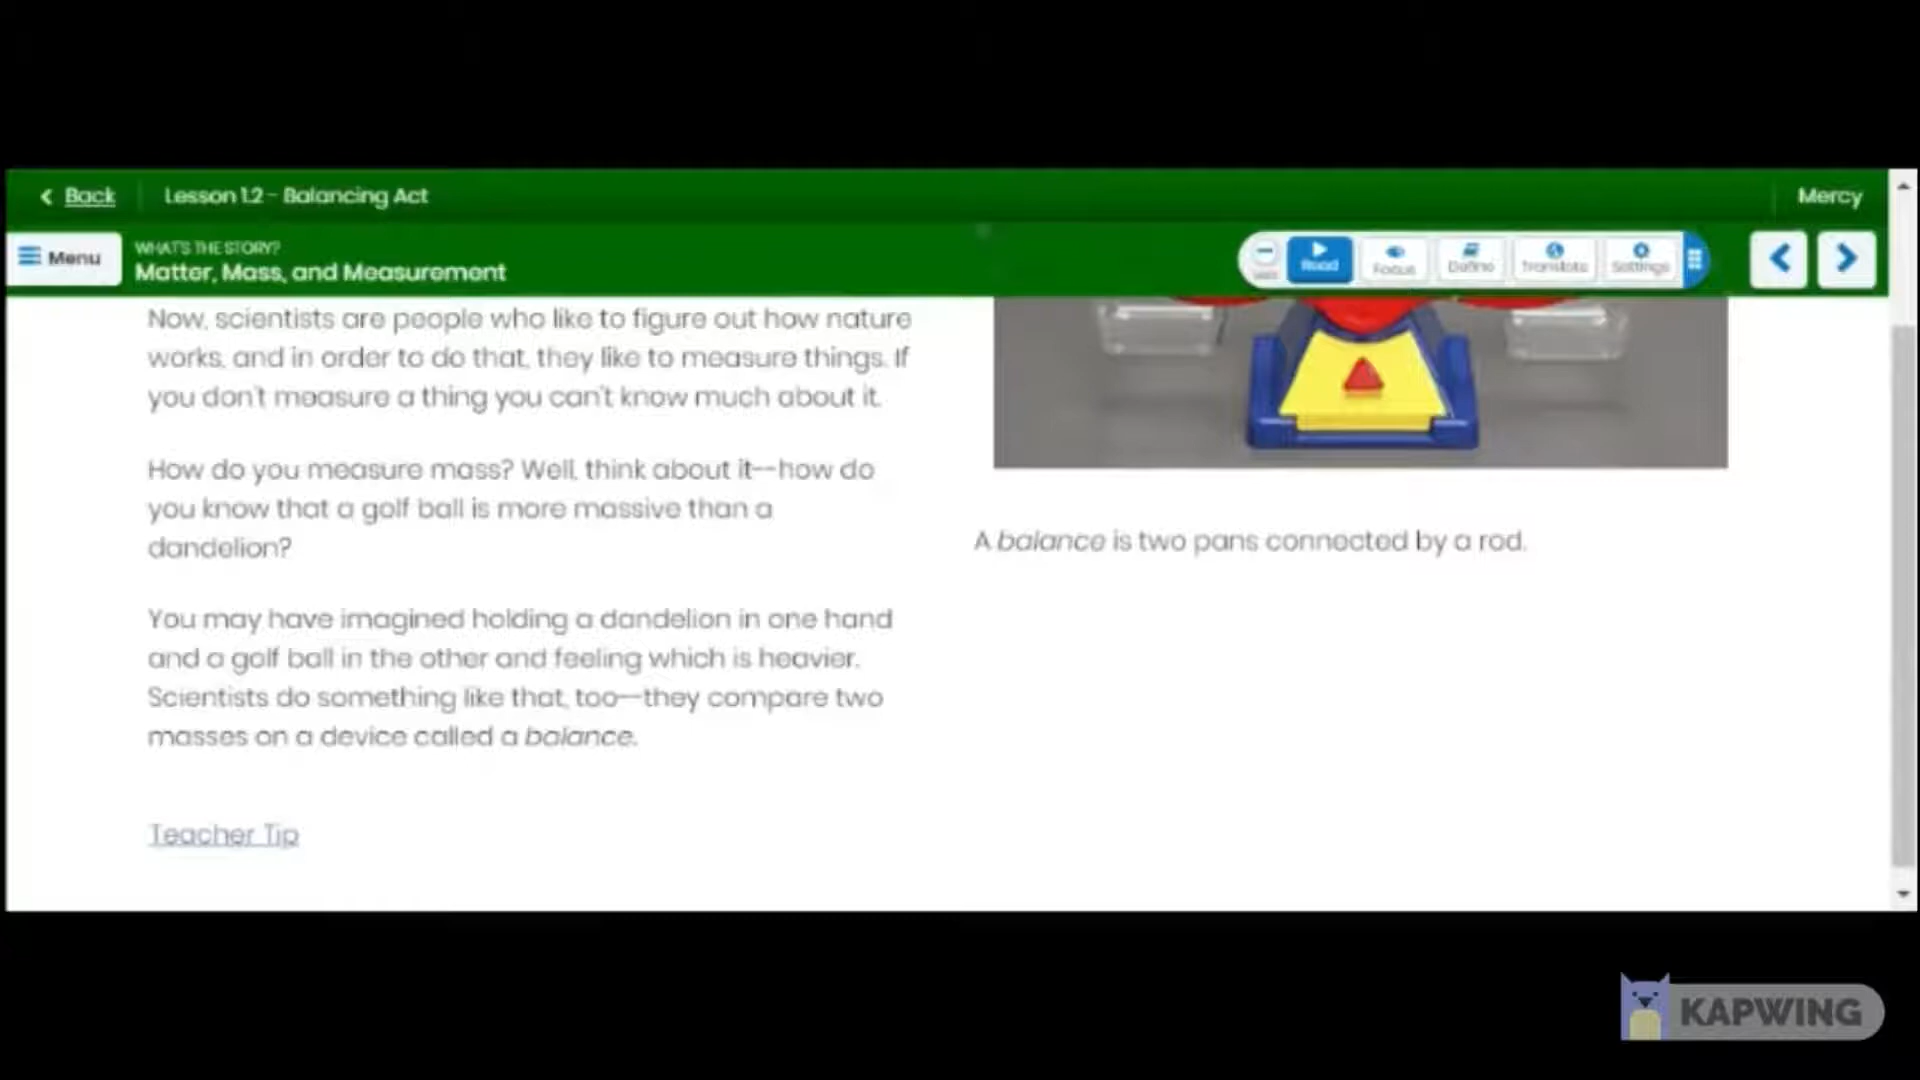 Back
Lesson 1.2 - Balancing Act
Mercy
Menu
WHAT'S THE STORY?
Matter, Mass, and Measurement
Read
Focus
Define
Translate
Settings
Now, scientists are people who like to figure out how nature
works, and in order to do that, they like to measure things. If
you don't measure a thing you can't know much about it.
How do you measure mass? Well, think about it--how do
you know that a golf ball is more massive than a
dandelion?
You may have imagined holding a dandelion in one hand
and a golf ball in the other and feeling which is heavier.
Scientists do something like that, too—they compare two
masses on a device called a balance.
Teacher Tip
A balance is two pans connected by a rod.
KAPWING